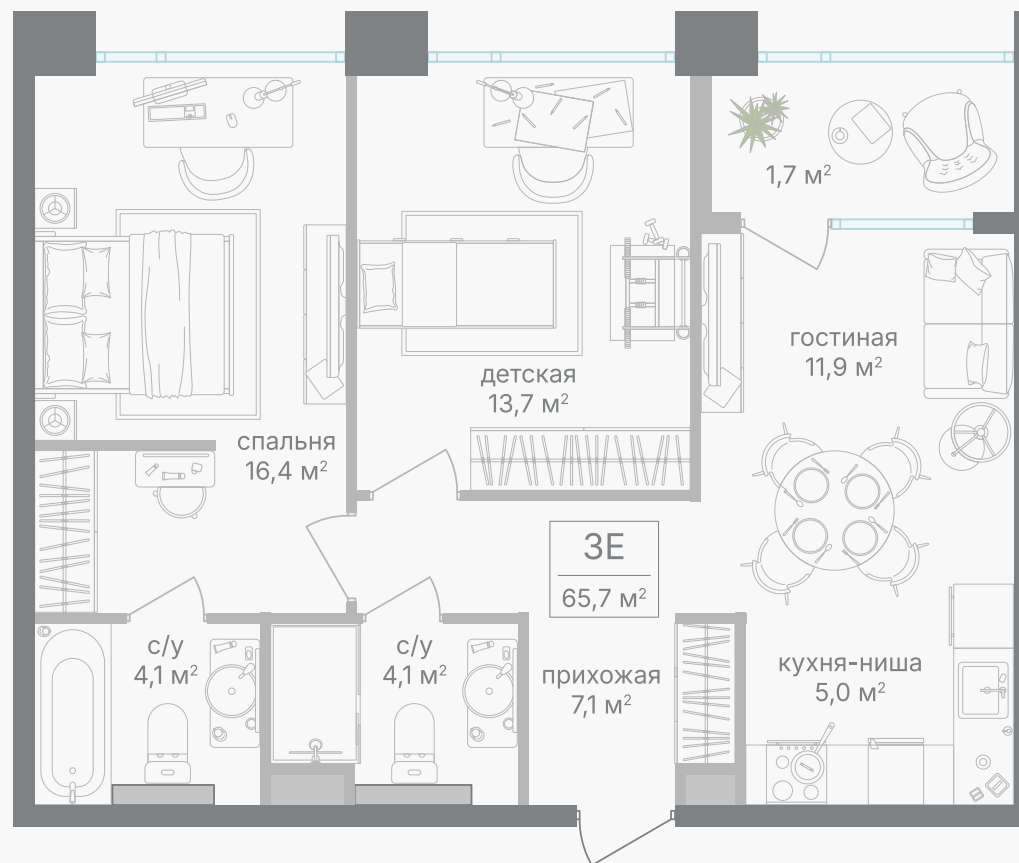 1,7 м²
гостиная
11,9 м²
детская
13,7 м²
спальня
16,4 м²
3Е
65,7 м²
с/у
4,1 м²
с/у
4,1 м²
прихожая
7,1 м²
кухня-ниша
5,0 м²